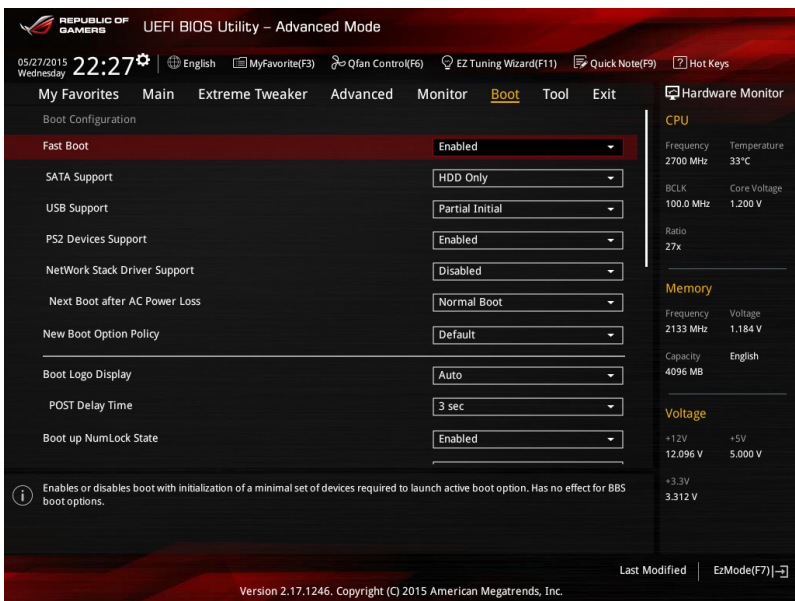 REPUBLIC OF
GAMERS
UEFI BIOS Utility – Advanced Mode
05/27/2015
Wednesday
22:27
English
MyFavorite(F3)
Qfan Control(F6)
EZ Tuning Wizard(F11)
Quick Note(F9)
? Hot Keys
My Favorites Main Extreme Tweaker Advanced Monitor Boot Tool Exit
Boot Configuration
Fast Boot Enabled
SATA Support HDD Only
USB Support Partial Initial
PS2 Devices Support Enabled
NetWork Stack Driver Support Disabled
Next Boot after AC Power Loss Normal Boot
New Boot Option Policy Default
Boot Logo Display Auto
POST Delay Time 3 sec
Boot up NumLock State Enabled
i Enables or disables boot with initialization of a minimal set of devices required to launch active boot option. Has no effect for BBS
boot options.
Hardware Monitor
CPU
Frequency Temperature
2700 MHz 33°C
BCLK Core Voltage
100.0 MHz 1.200 V
Ratio
27x
Memory
Frequency Voltage
2133 MHz 1.184 V
Capacity English
4096 MB
Voltage
+12V +5V
12.096 V 5.000 V
+3.3V
3.312 V
Last Modified
EzMode(F7)
Version 2.17.1246. Copyright (C) 2015 American Megatrends, Inc.